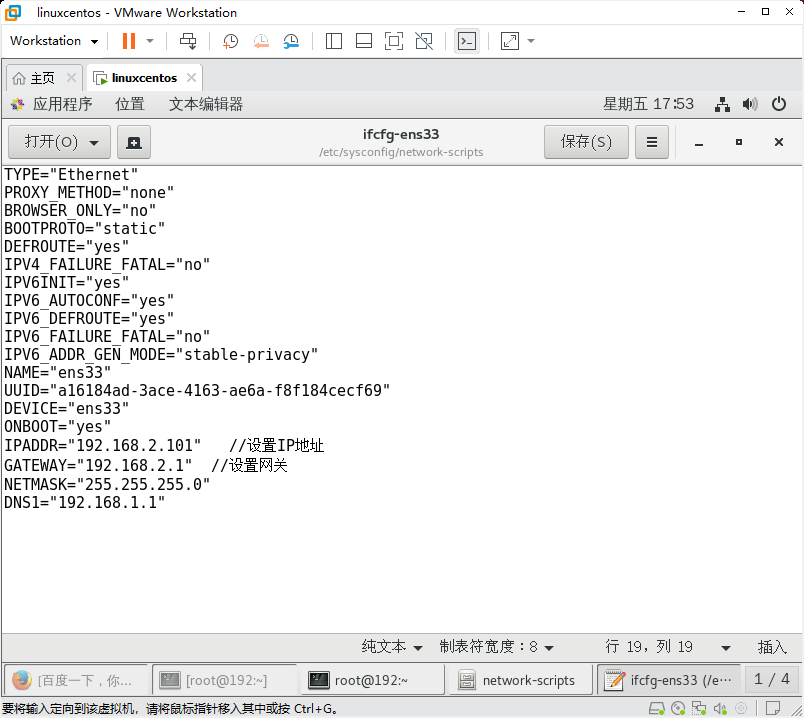 linuxcentos - VMware Workstation
Workstation
主页
linuxcentos
应用程序 位置 文本编辑器 星期五 17∶53
打开(O)
ifcfg-ens33
/etc/sysconfig/network-scripts
保存(S)
TYPE="Ethernet"
PROXY_METHOD="none"
BROWSER_ONLY="no"
BOOTPROTO="static"
DEFROUTE="yes"
IPV4_FAILURE_FATAL="no"
IPV6INIT="yes"
IPV6_AUTOCONF="yes"
IPV6_DEFROUTE="yes"
IPV6_FAILURE_FATAL="no"
IPV6_ADDR_GEN_MODE="stable-privacy"
NAME="ens33"
UUID="a16184ad-3ace-4163-ae6a-f8f184cecf69"
DEVICE="ens33"
ONBOOT="yes"
IPADDR="192.168.2.101"   //设置IP地址
GATEWAY="192.168.2.1"  //设置网关
NETMASK="255.255.255.0"
DNS1="192.168.1.1"
纯文本 制表符宽度：8 行 19，列 19 插入
[百度一下，你… [root@192:~] root@192:~ network-scripts ifcfg-ens33 (/e… 1 / 4
要将输入定向到该虚拟机，请将鼠标指针移入其中或按 Ctrl+G。